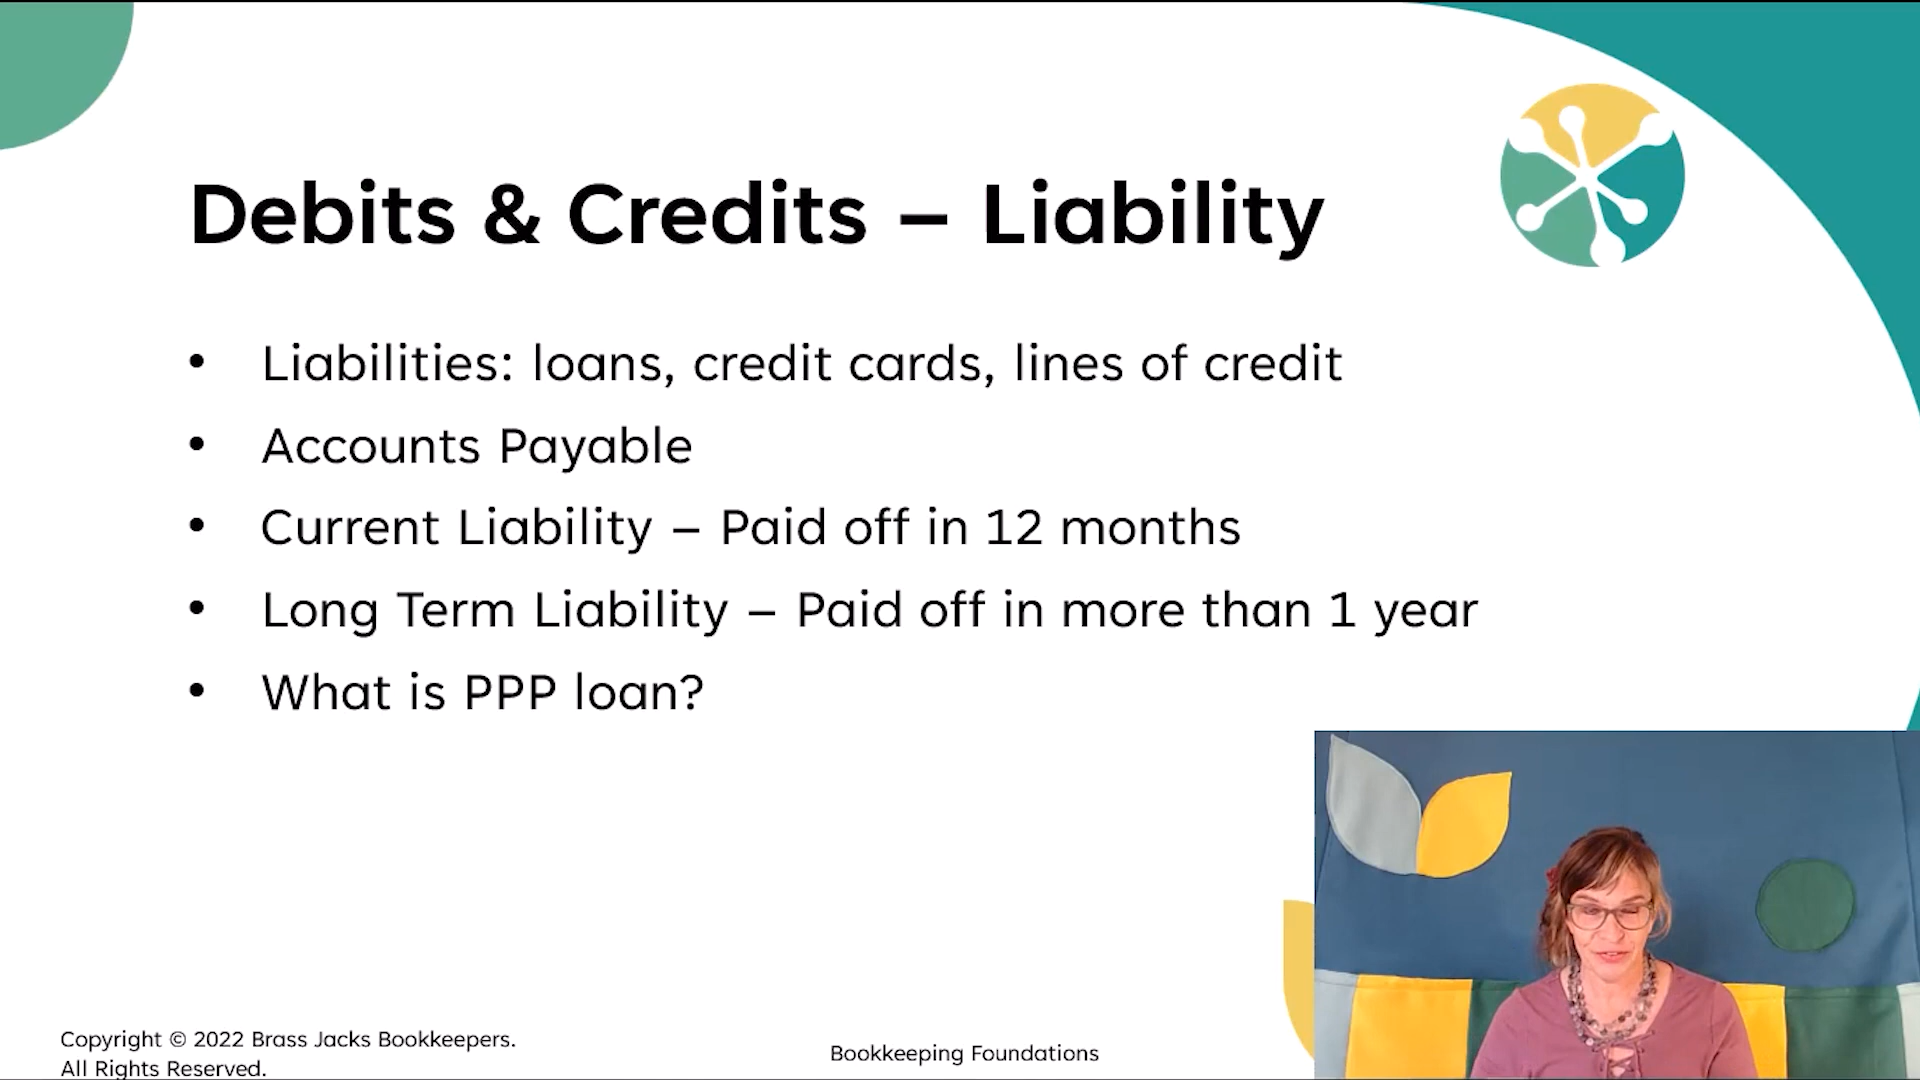 Debits & Credits – Liability
• Liabilities: loans, credit cards, lines of credit
• Accounts Payable
• Current Liability – Paid off in 12 months
• Long Term Liability – Paid off in more than 1 year
• What is PPP loan?
Copyright © 2022 Brass Jacks Bookkeepers.
All Rights Reserved.
Bookkeeping Foundations